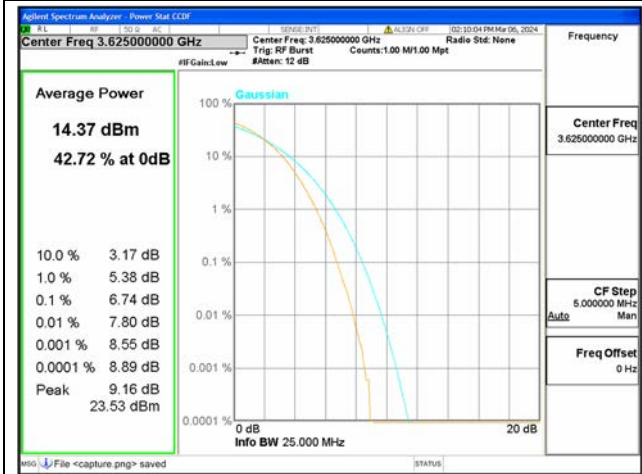 Agilent Spectrum Analyzer - Power Stat CCDF
RL RF 50 Ω AC SENSE:INT ALIGN OFF 02:10:04 PM Mar 06, 2024
Center Freq 3.625000000 GHz
Center Freq: 3.625000000 GHz Radio Std: None
Trig: RF Burst Counts:1.00 M/1.00 Mpt
#IFGain:Low #Atten: 12 dB
Frequency
Average Power
14.37 dBm
42.72 % at 0dB
10.0 % 3.17 dB
1.0 % 5.38 dB
0.1 % 6.74 dB
0.01 % 7.80 dB
0.001 % 8.55 dB
0.0001 % 8.89 dB
Peak 9.16 dB
23.53 dBm
Gaussian
100 %
10 %
1 %
0.1 %
0.01 %
0.001 %
0.0001 %
0 dB 20 dB
Info BW 25.000 MHz
Center Freq
3.625000000 GHz
CF Step
5.000000 MHz
Auto Man
Freq Offset
0 Hz
MSG File <capture.png> saved STATUS